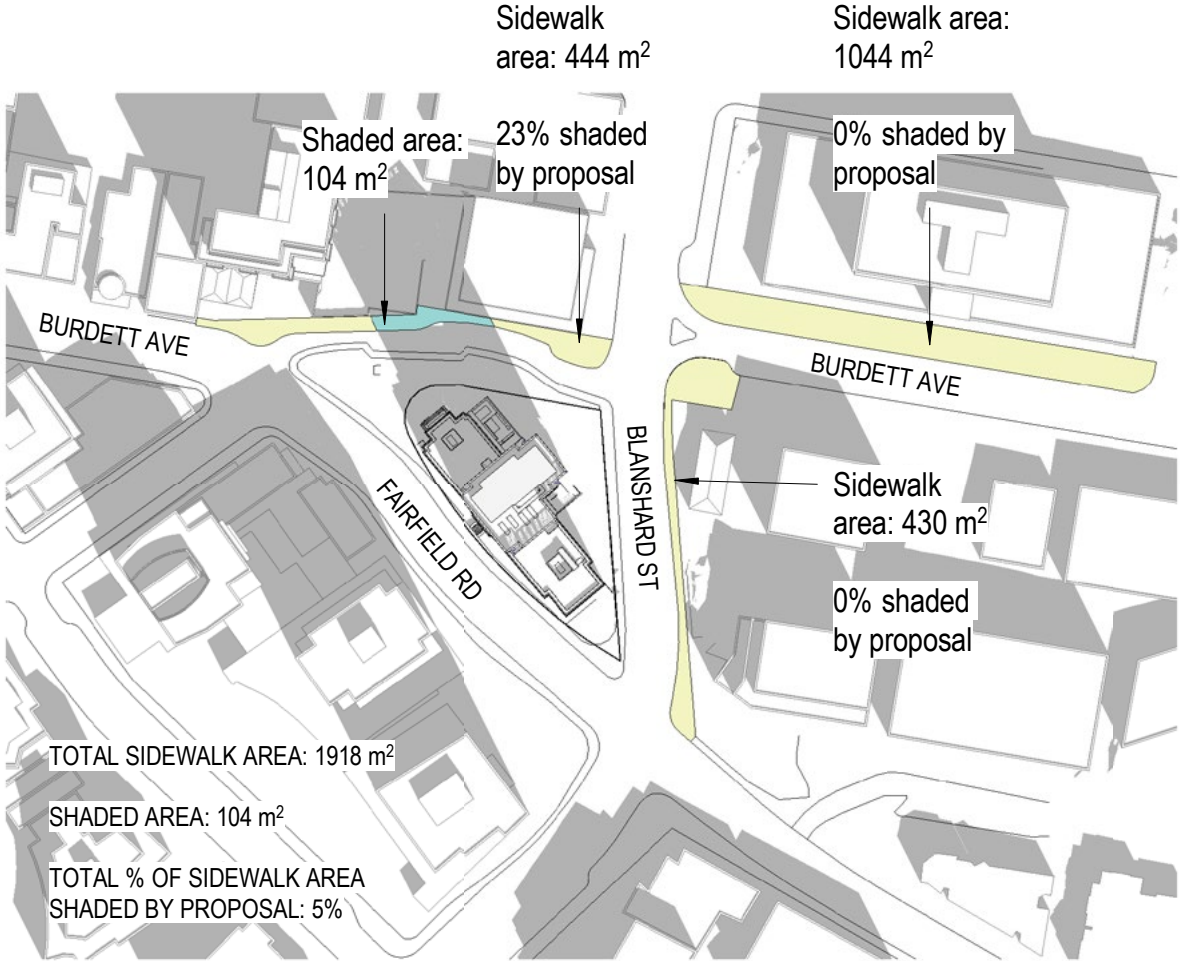 Sidewalk
area: 444 m²
23% shaded
by proposal
Sidewalk area:
1044 m²
0% shaded by
proposal
Shaded area:
104 m²
BURDETT AVE
BURDETT AVE
BLANSHARD ST
FAIRFIELD RD
Sidewalk
area: 430 m²
0% shaded
by proposal
TOTAL SIDEWALK AREA: 1918 m²
SHADED AREA: 104 m²
TOTAL % OF SIDEWALK AREA
SHADED BY PROPOSAL: 5%